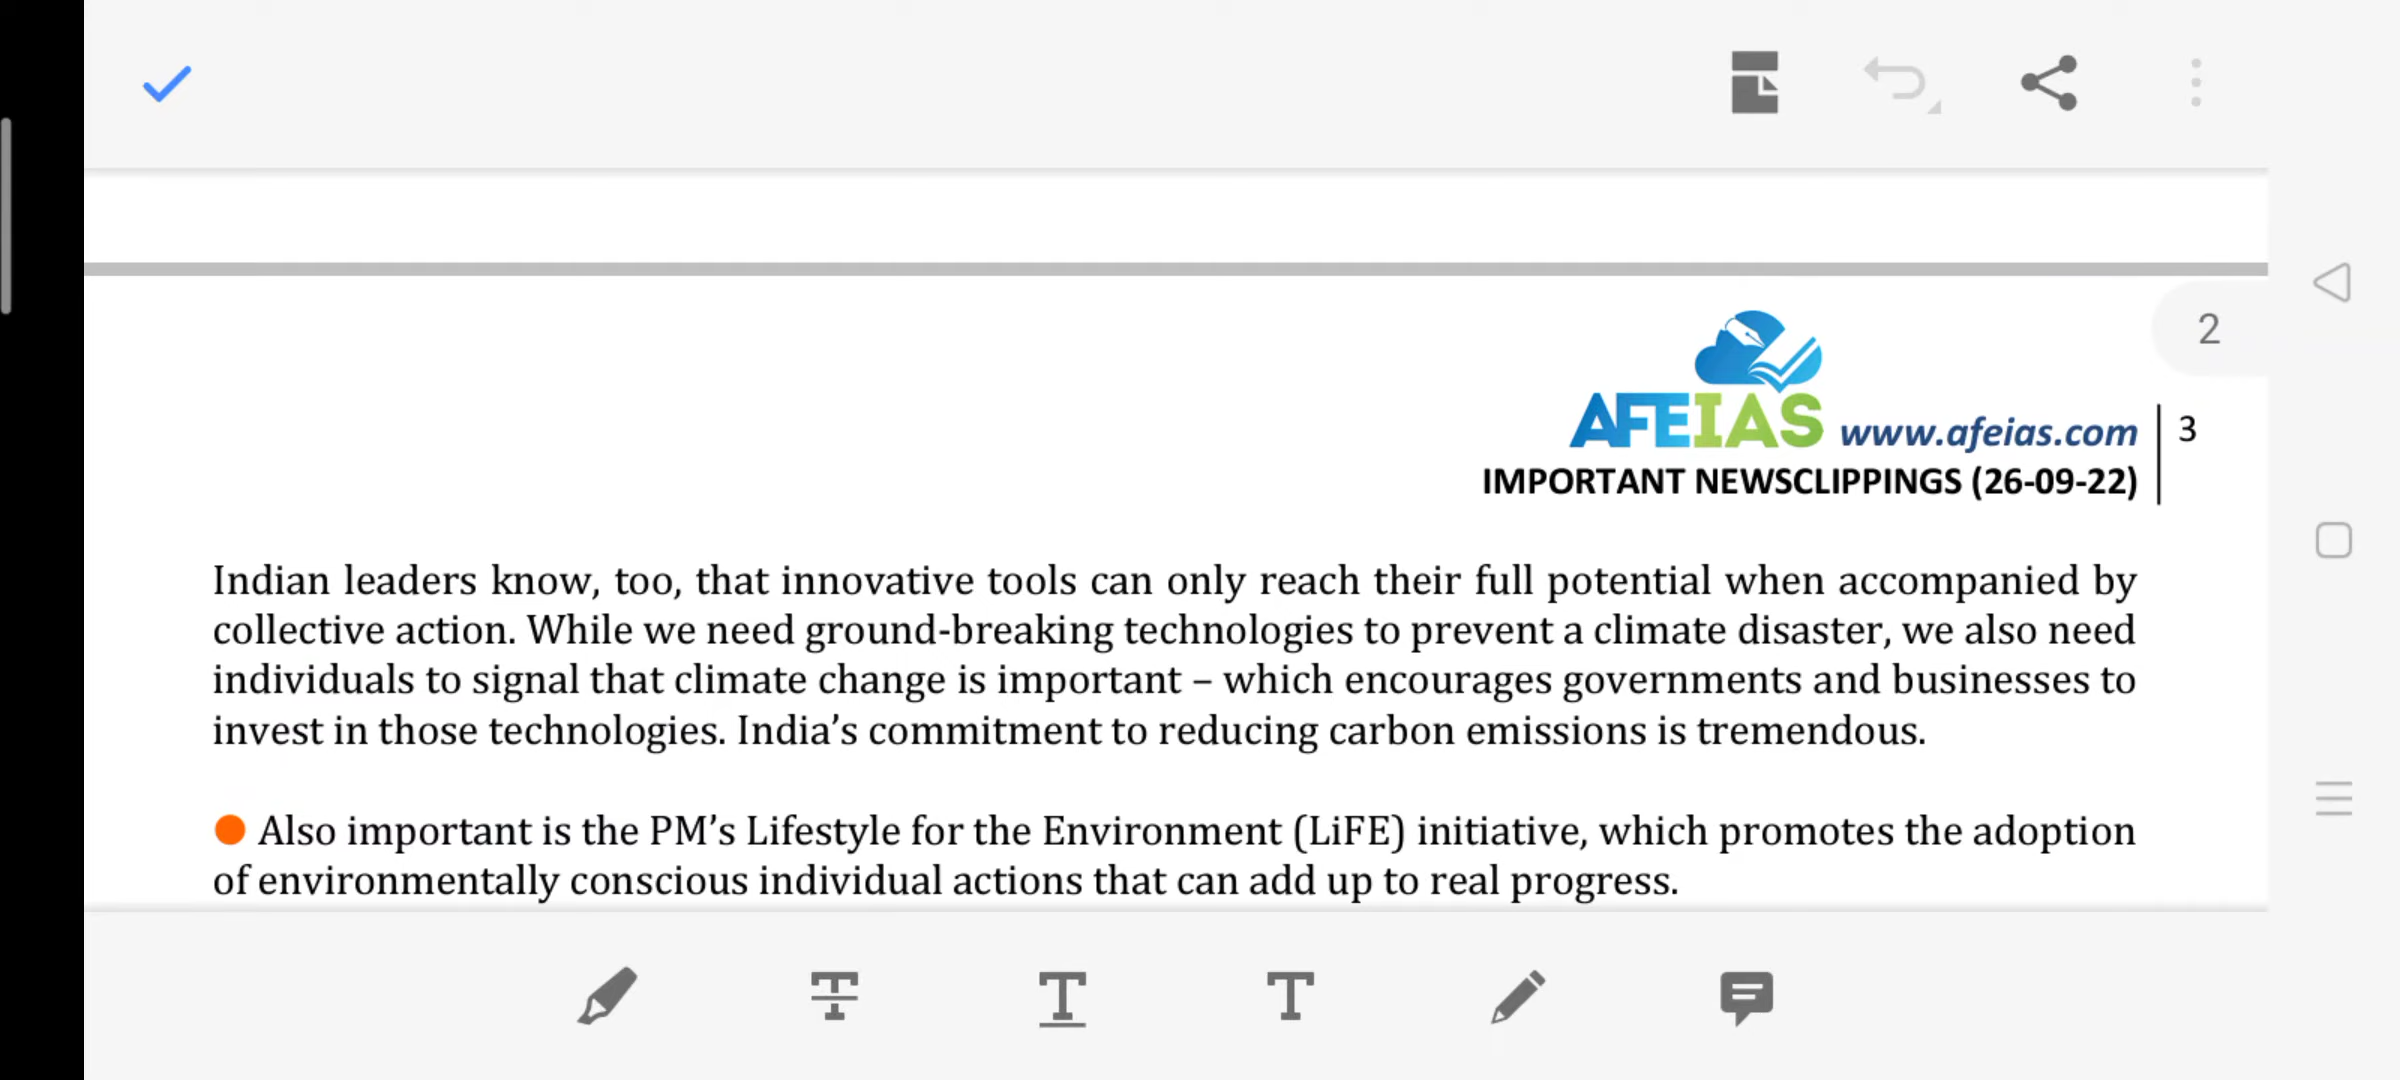 2
AFEIAS www.afeias.com
3
IMPORTANT NEWSCLIPPINGS (26-09-22)
Indian leaders know, too, that innovative tools can only reach their full potential when accompanied by
collective action. While we need ground-breaking technologies to prevent a climate disaster, we also need
individuals to signal that climate change is important – which encourages governments and businesses to
invest in those technologies. India’s commitment to reducing carbon emissions is tremendous.
● Also important is the PM’s Lifestyle for the Environment (LiFE) initiative, which promotes the adoption
of environmentally conscious individual actions that can add up to real progress.